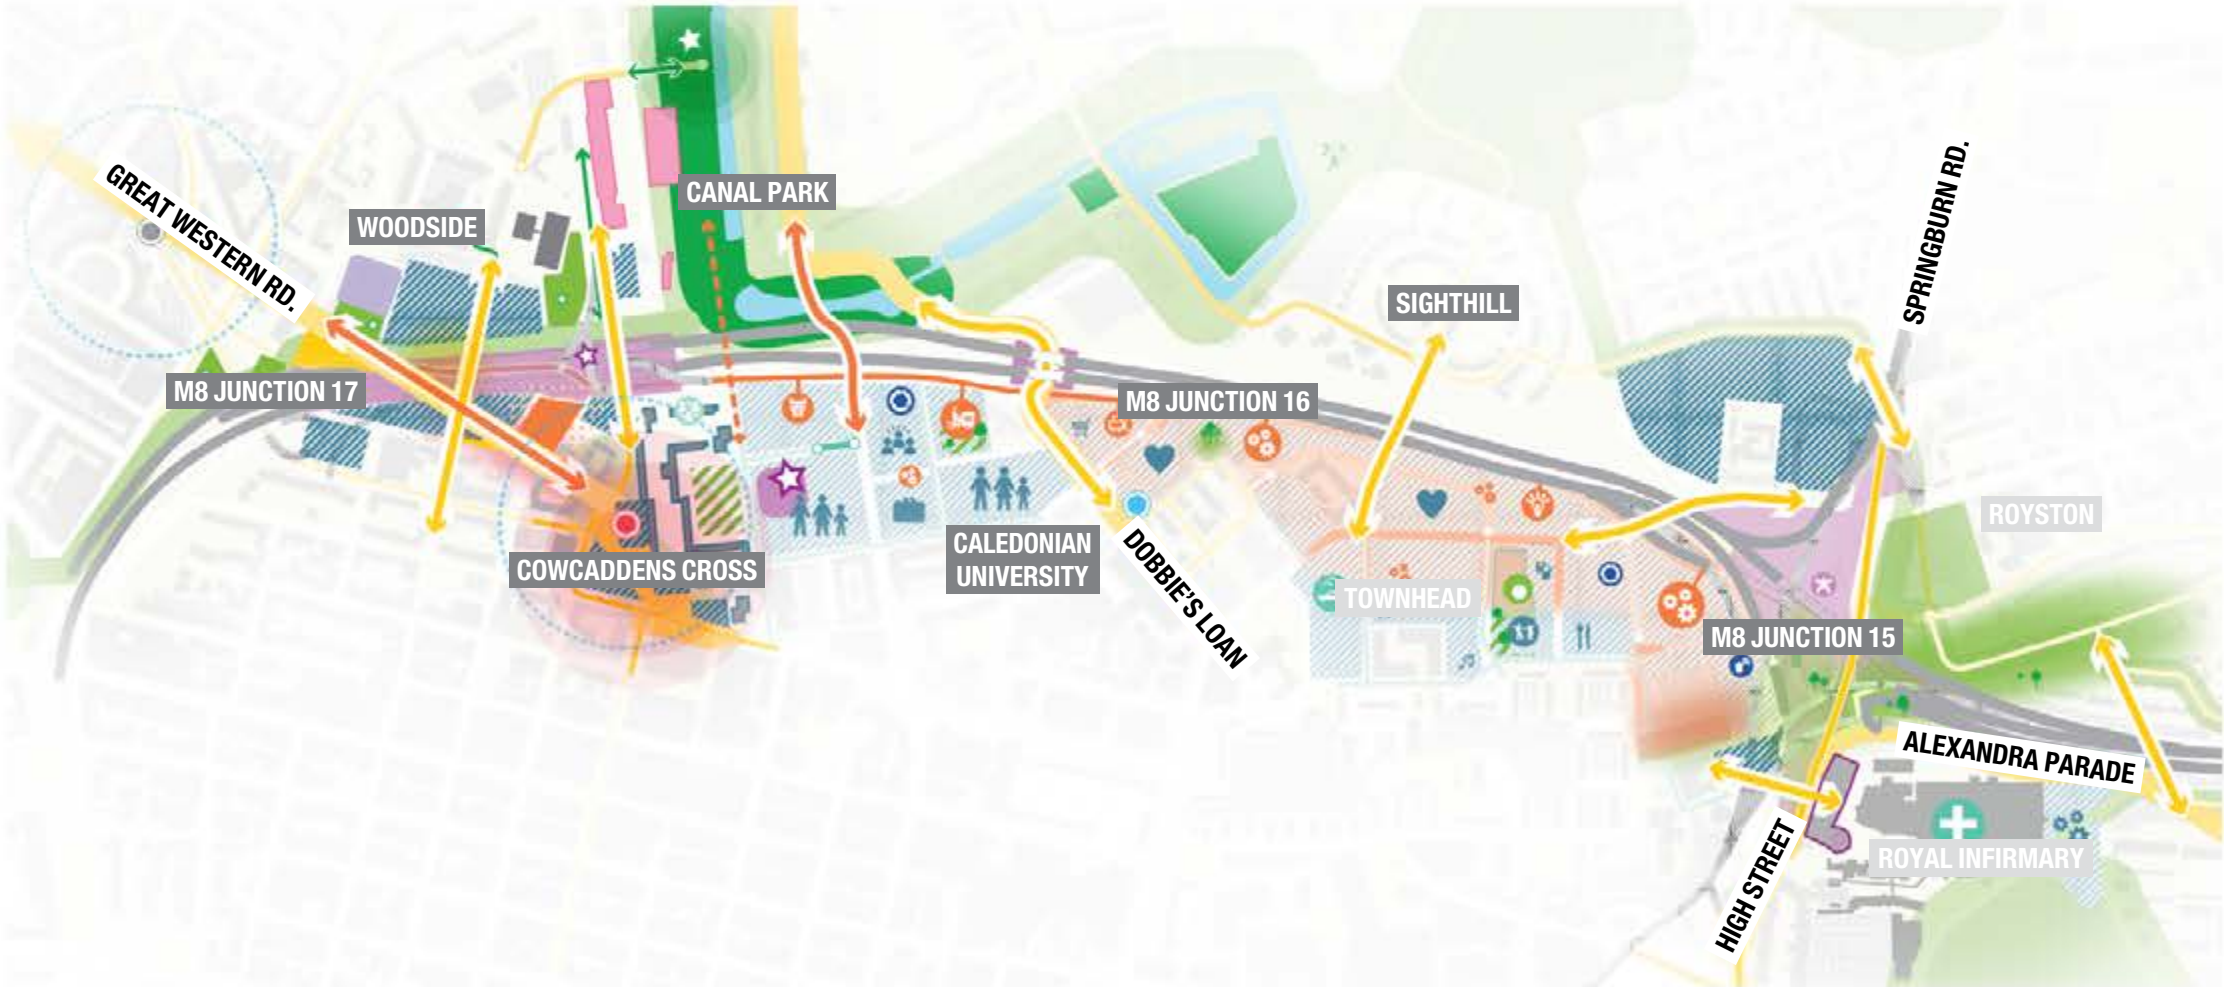 GREAT WESTERN RD.
WOODSIDE
CANAL PARK
SPRINGBURN RD.
SIGHTHILL
M8 JUNCTION 17
M8 JUNCTION 16
ROYSTON
COWCADDENS CROSS
CALEDONIAN
UNIVERSITY
DOBBIE'S LOAN
TOWNHEAD
M8 JUNCTION 15
ALEXANDRA PARADE
HIGH STREET
ROYAL INFIRMARY